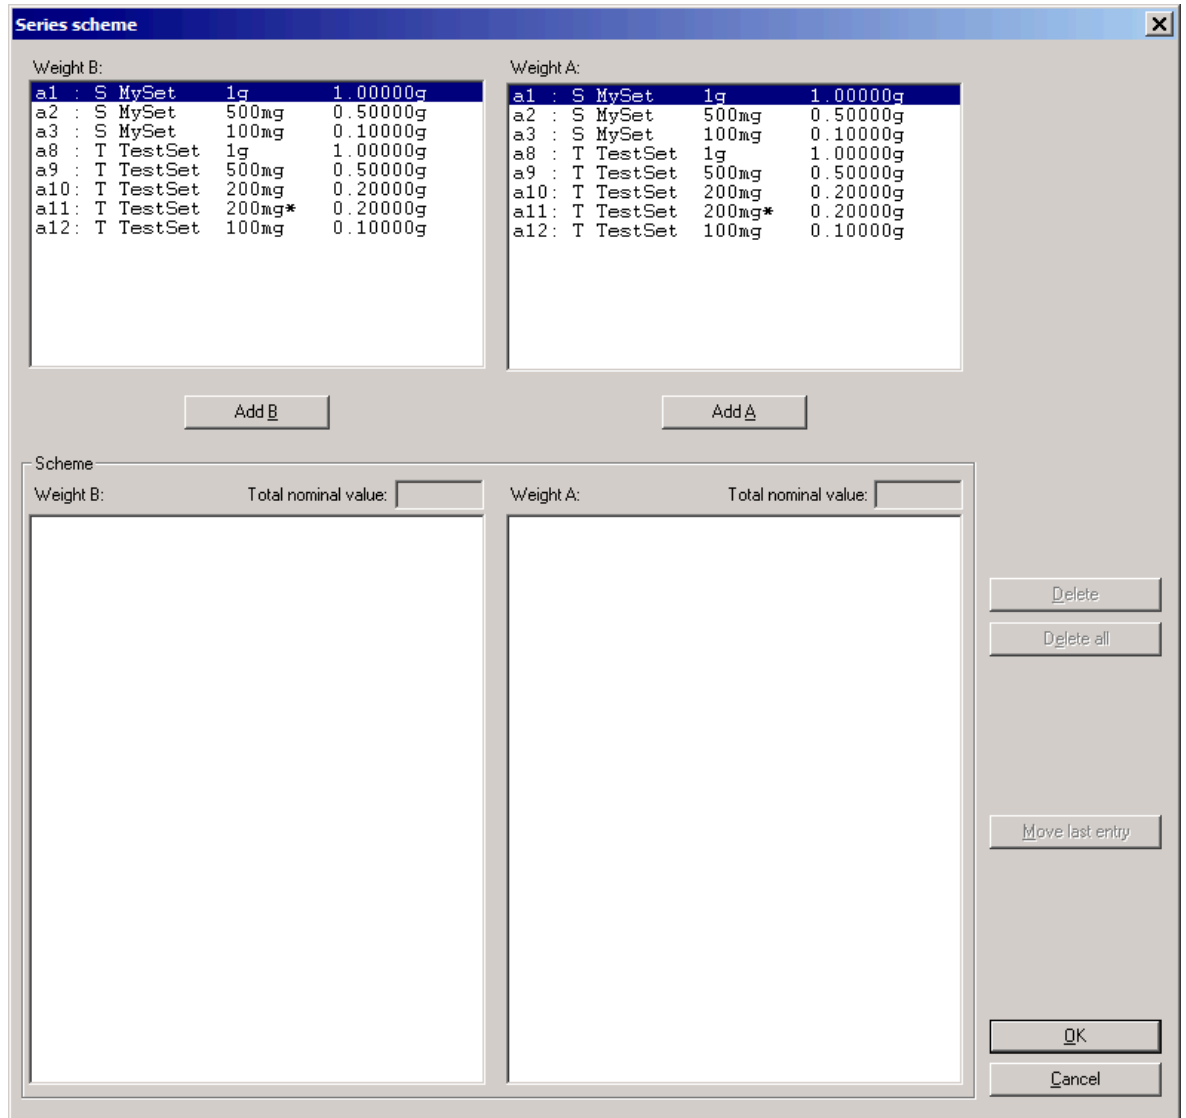 Series scheme
Weight B:
a1 : S MySet 1g 1.00000g
a2 : S MySet 500mg 0.50000g
a3 : S MySet 100mg 0.10000g
a8 : T TestSet 1g 1.00000g
a9 : T TestSet 500mg 0.50000g
a10: T TestSet 200mg 0.20000g
a11: T TestSet 200mg* 0.20000g
a12: T TestSet 100mg 0.10000g
Add B
Weight A:
a1 : S MySet 1g 1.00000g
a2 : S MySet 500mg 0.50000g
a3 : S MySet 100mg 0.10000g
a8 : T TestSet 1g 1.00000g
a9 : T TestSet 500mg 0.50000g
a10: T TestSet 200mg 0.20000g
a11: T TestSet 200mg* 0.20000g
a12: T TestSet 100mg 0.10000g
Add A
Scheme
Weight B: Total nominal value:
Weight A: Total nominal value:
Delete
Delete all
Move last entry
OK
Cancel